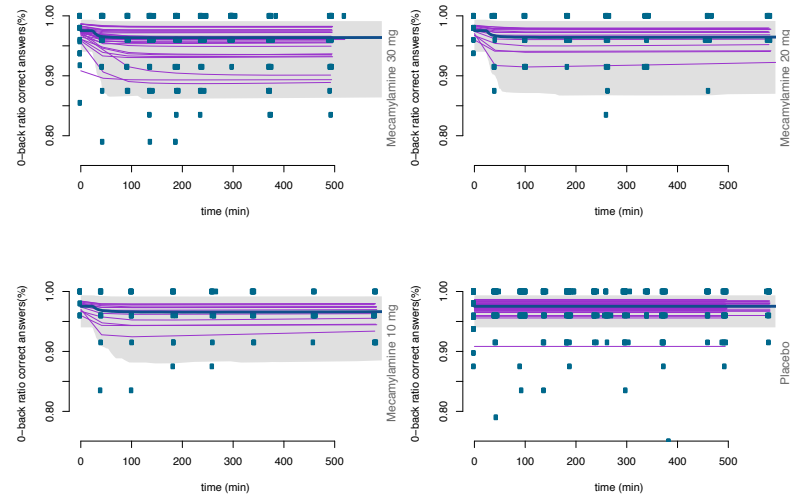 0−back ratio correct answers(%)
1.00
0.90
0.80
0 100 200 300 400 500
time (min)
Mecamylamine 30 mg
0−back ratio correct answers(%)
1.00
0.90
0.80
0 100 200 300 400 500
time (min)
Mecamylamine 20 mg
0−back ratio correct answers(%)
1.00
0.90
0.80
0 100 200 300 400 500
time (min)
Mecamylamine 10 mg
0−back ratio correct answers(%)
1.00
0.90
0.80
0 100 200 300 400 500
time (min)
Placebo